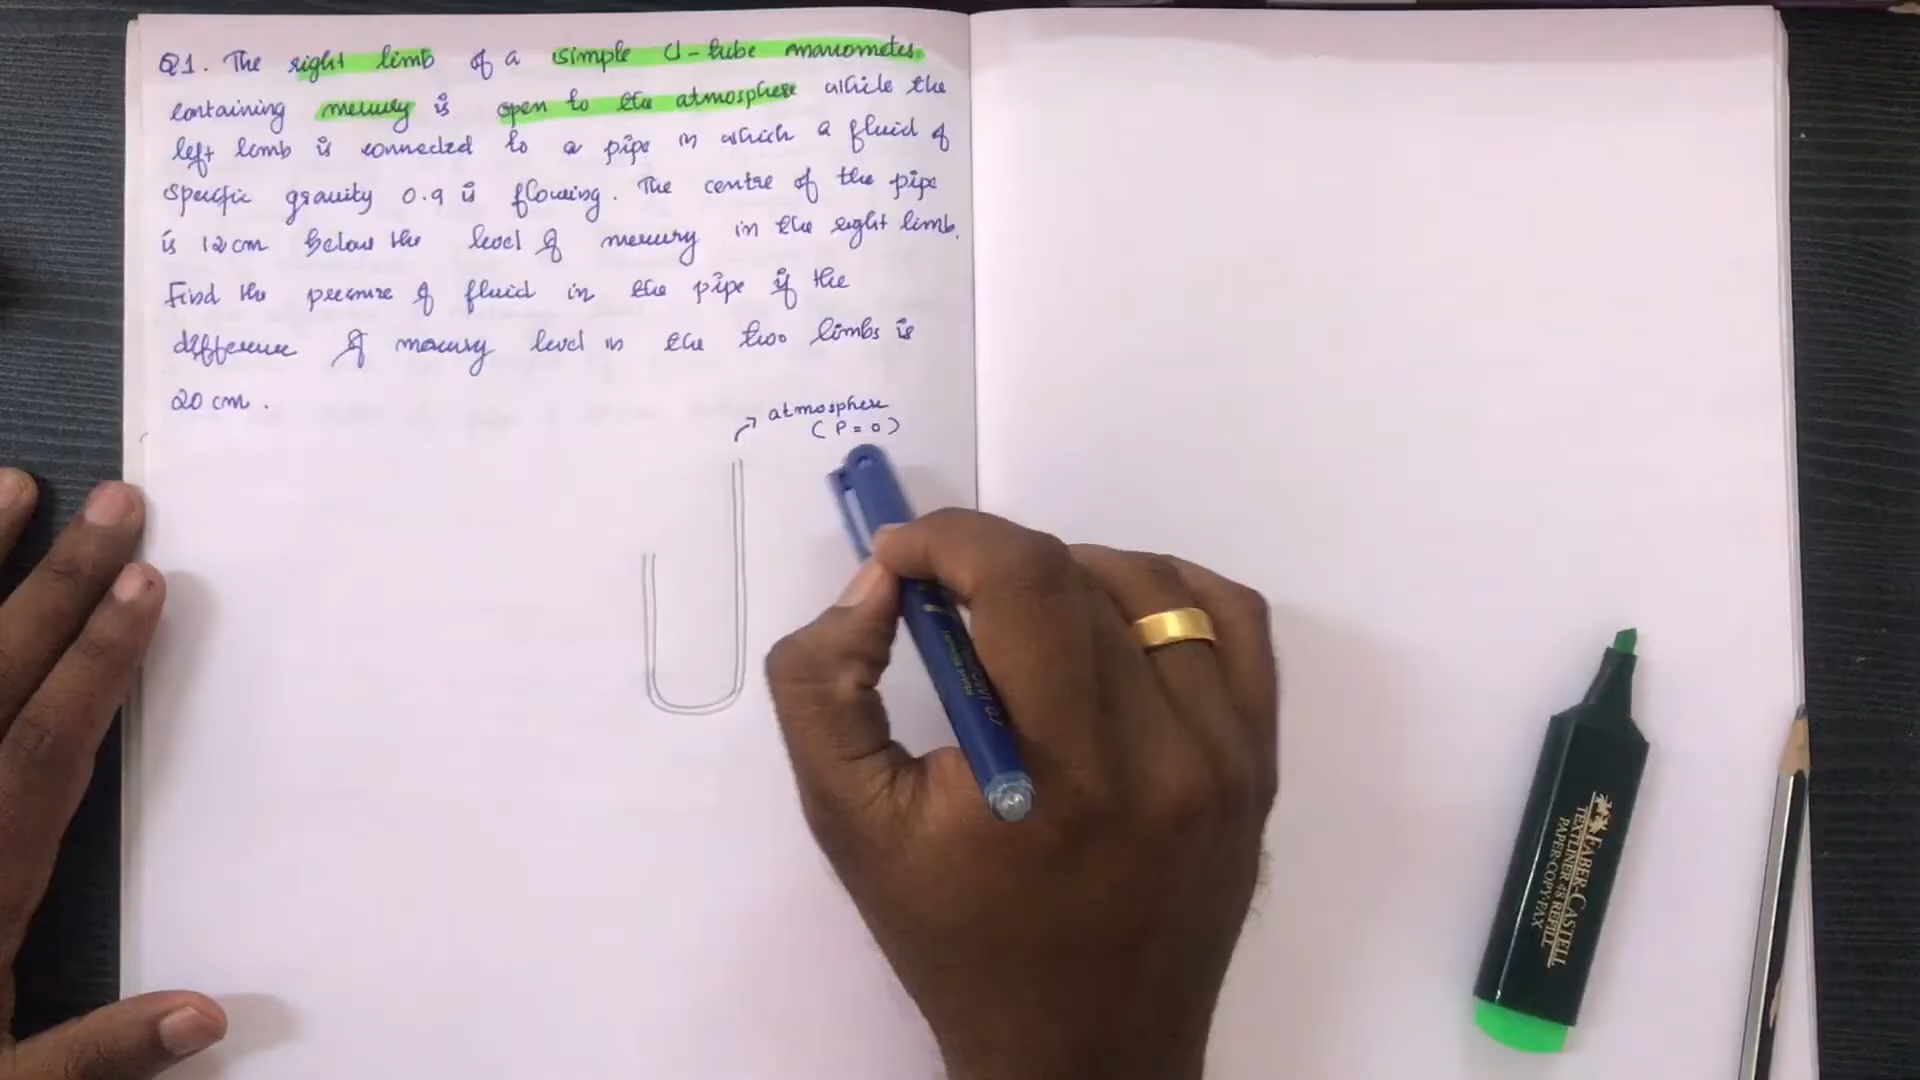 Q1. The right limb of a simple U-tube manometer
containing mercury is open to the atmosphere while the
left limb is connected to a pipe in which a fluid of
specific gravity 0.9 is flowing. The centre of the pipe
is 12 cm below the level of mercury in the right limb.
Find the pressure of fluid in the pipe if the
difference of mercury level in the two limbs is
20 cm.
atmosphere
(P = 0)
FABER-CASTELL
TEXTLINER 48 REFILL
PAPER-COPY-FAX